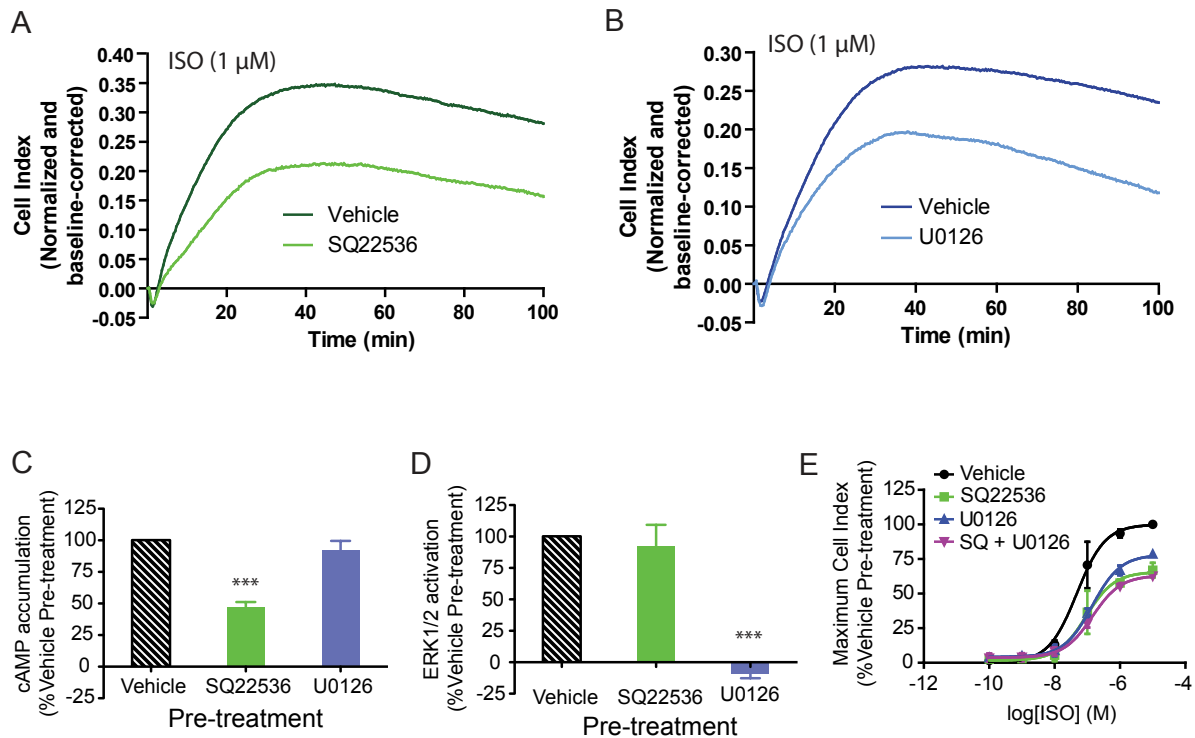 A
ISO (1 µM)
0.40
0.35
0.30
0.25
0.20
0.15
0.10
0.05
0.00
-0.05
20
40
60
80
100
Cell Index
(Normalized and
baseline-corrected)
Time (min)
Vehicle
SQ22536
B
ISO (1 µM)
0.30
0.25
0.20
0.15
0.10
0.05
0.00
-0.05
20
40
60
80
100
Cell Index
(Normalized and
baseline-corrected)
Time (min)
Vehicle
U0126
C
125
100
75
50
25
0
-25
cAMP accumulation
(%Vehicle Pre-treatment)
***
Vehicle
SQ22536
U0126
Pre-treatment
D
125
100
75
50
25
0
-25
ERK1/2 activation
(%Vehicle Pre-treatment)
***
Vehicle
SQ22536
U0126
Pre-treatment
E
Vehicle
SQ22536
U0126
SQ + U0126
125
100
75
50
25
0
Maximum Cell Index
(%Vehicle Pre-treatment)
-12
-10
-8
-6
-4
log[ISO] (M)